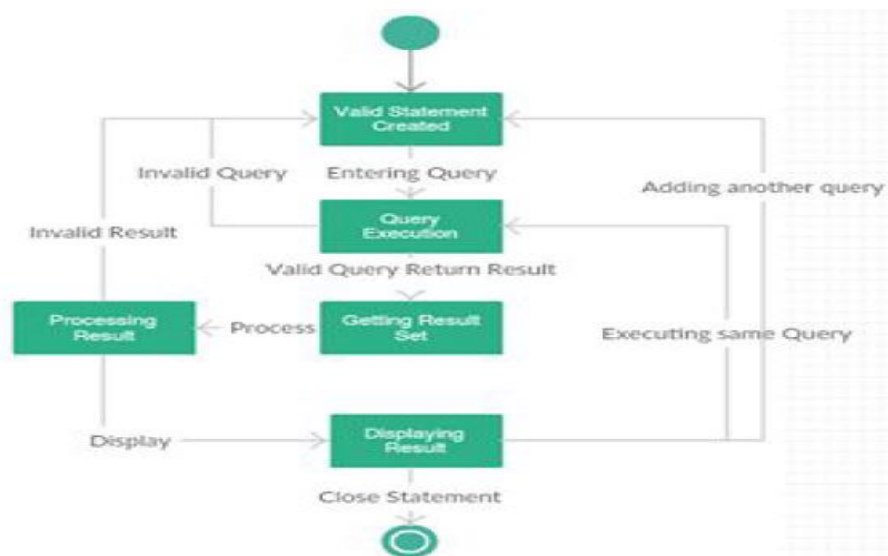 Valid Statement
Created
Invalid Query
Entering Query
Adding another query
Query
Execution
Invalid Result
Valid Query Return Result
Processing
Result
Process
Getting Result
Set
Executing same Query
Display
Displaying
Result
Close Statement